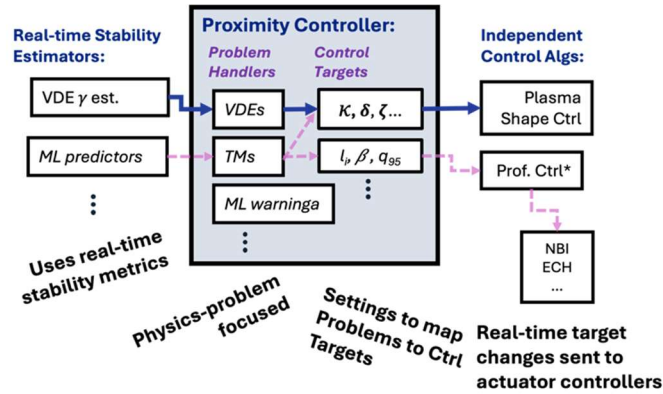 Real-time Stability
Estimators:
VDE γ est.
ML predictors
Uses real-time
stability metrics
Proximity Controller:
Problem
Handlers
VDEs
TMs
ML warninga
Physics-problem
focused
Control
Targets
κ, δ, ζ...
lᵢ, β, q₉₅
Settings to map
Problems to Ctrl
Targets
Independent
Control Algs:
Plasma
Shape Ctrl
Prof. Ctrl*
NBI
ECH
...
Real-time target
changes sent to
actuator controllers